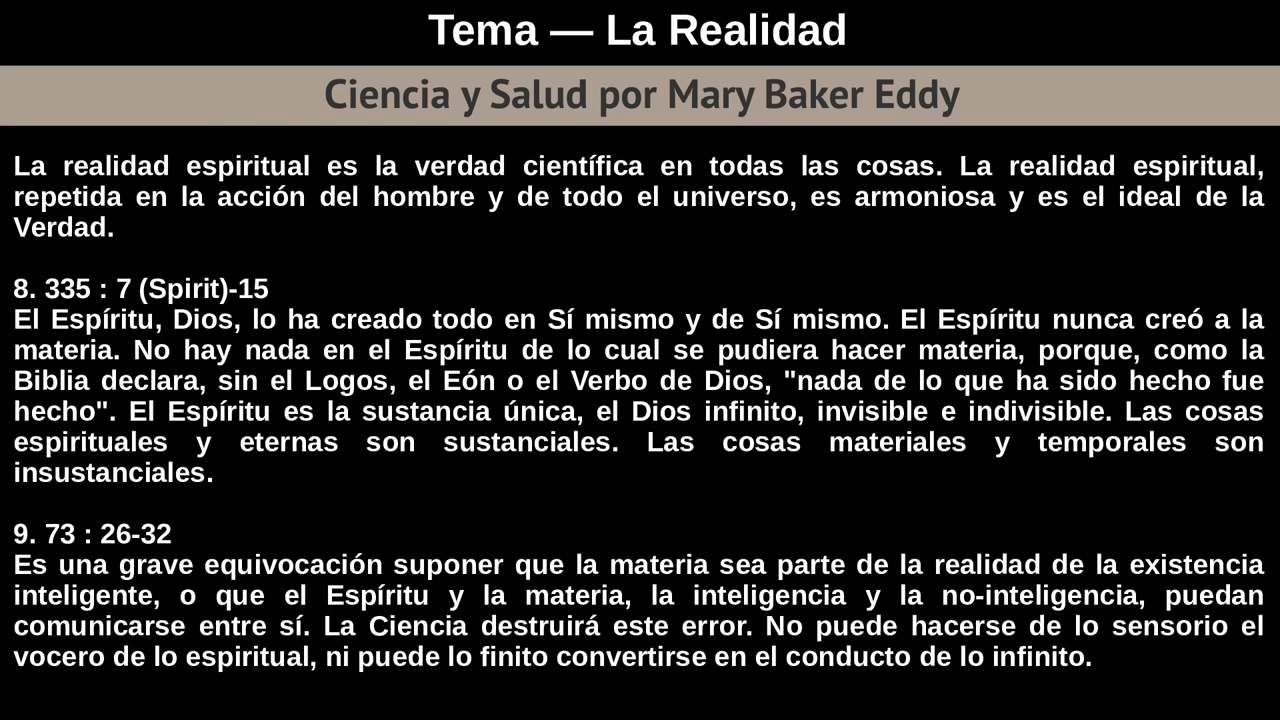 Tema — La Realidad
Ciencia y Salud por Mary Baker Eddy
La realidad espiritual es la verdad científica en todas las cosas. La realidad espiritual,
repetida en la acción del hombre y de todo el universo, es armoniosa y es el ideal de la
Verdad.
8. 335 : 7 (Spirit)-15
El Espíritu, Dios, lo ha creado todo en Sí mismo y de Sí mismo. El Espíritu nunca creó a la
materia. No hay nada en el Espíritu de lo cual se pudiera hacer materia, porque, como la
Biblia declara, sin el Logos, el Eón o el Verbo de Dios, "nada de lo que ha sido hecho fue
hecho". El Espíritu es la sustancia única, el Dios infinito, invisible e indivisible. Las cosas
espirituales y eternas son sustanciales. Las cosas materiales y temporales son
insustanciales.
9. 73 : 26-32
Es una grave equivocación suponer que la materia sea parte de la realidad de la existencia
inteligente, o que el Espíritu y la materia, la inteligencia y la no-inteligencia, puedan
comunicarse entre sí. La Ciencia destruirá este error. No puede hacerse de lo sensorio el
vocero de lo espiritual, ni puede lo finito convertirse en el conducto de lo infinito.